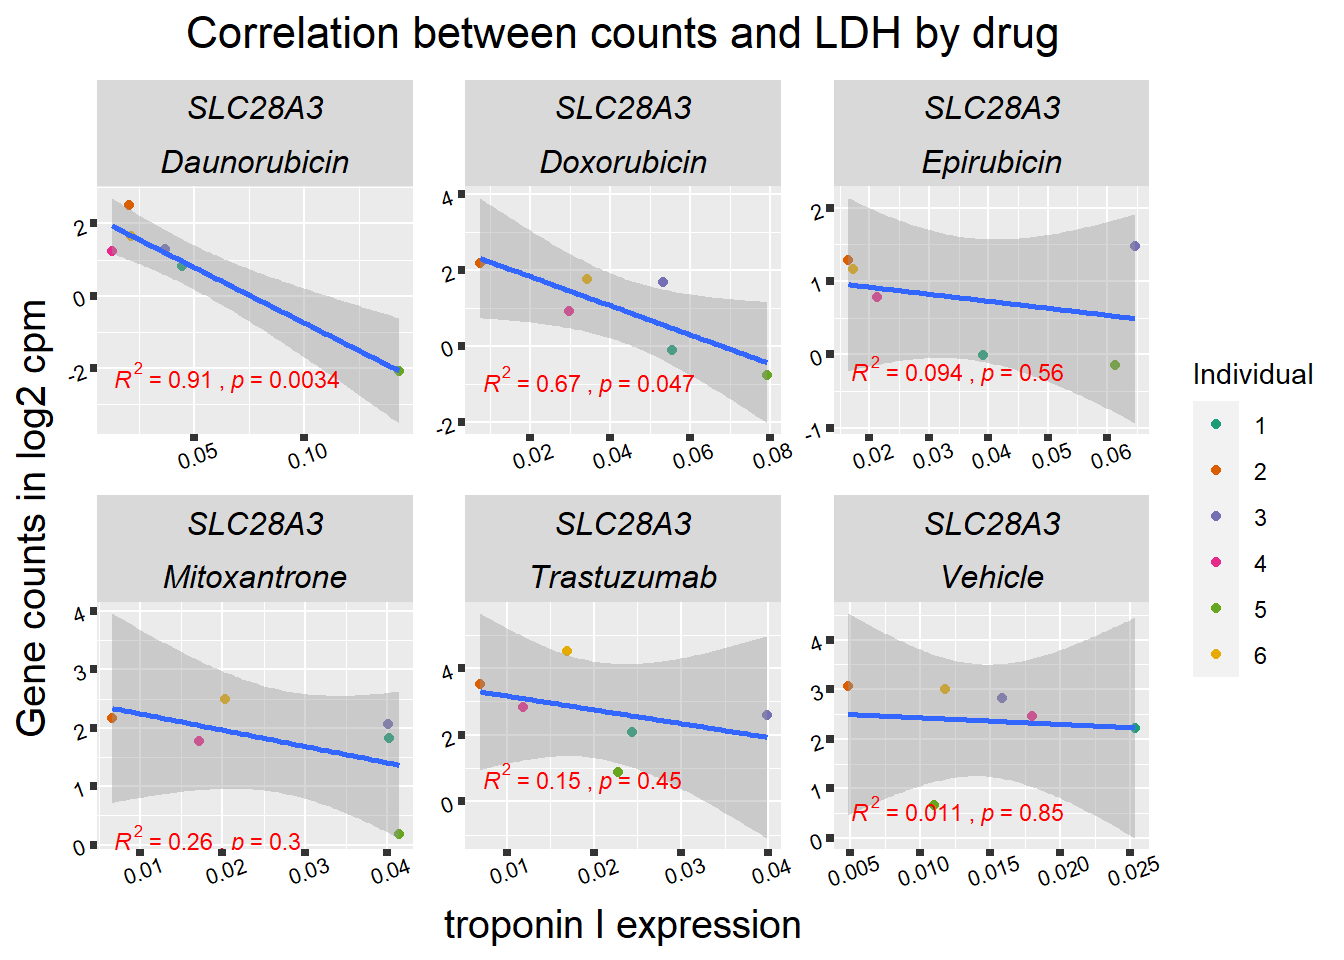 Correlation between counts and LDH by drug
Gene counts in log2 cpm
SLC28A3
Daunorubicin
2
0
-2
R2 = 0.91 , p = 0.0034
0.05 0.10
SLC28A3
Doxorubicin
4
2
0
-2
R2 = 0.67 , p = 0.047
0.02 0.04 0.06 0.08
SLC28A3
Epirubicin
2
1
0
-1
R2 = 0.094 , p = 0.56
0.02 0.03 0.04 0.05 0.06
SLC28A3
Mitoxantrone
4
3
2
1
0
R2 = 0.26 , p = 0.3
0.01 0.02 0.03 0.04
SLC28A3
Trastuzumab
4
2
0
R2 = 0.15 , p = 0.45
0.01 0.02 0.03 0.04
SLC28A3
Vehicle
4
3
2
1
0
R2 = 0.011 , p = 0.85
0.005 0.010 0.015 0.020 0.025
troponin I expression
Individual
1
2
3
4
5
6